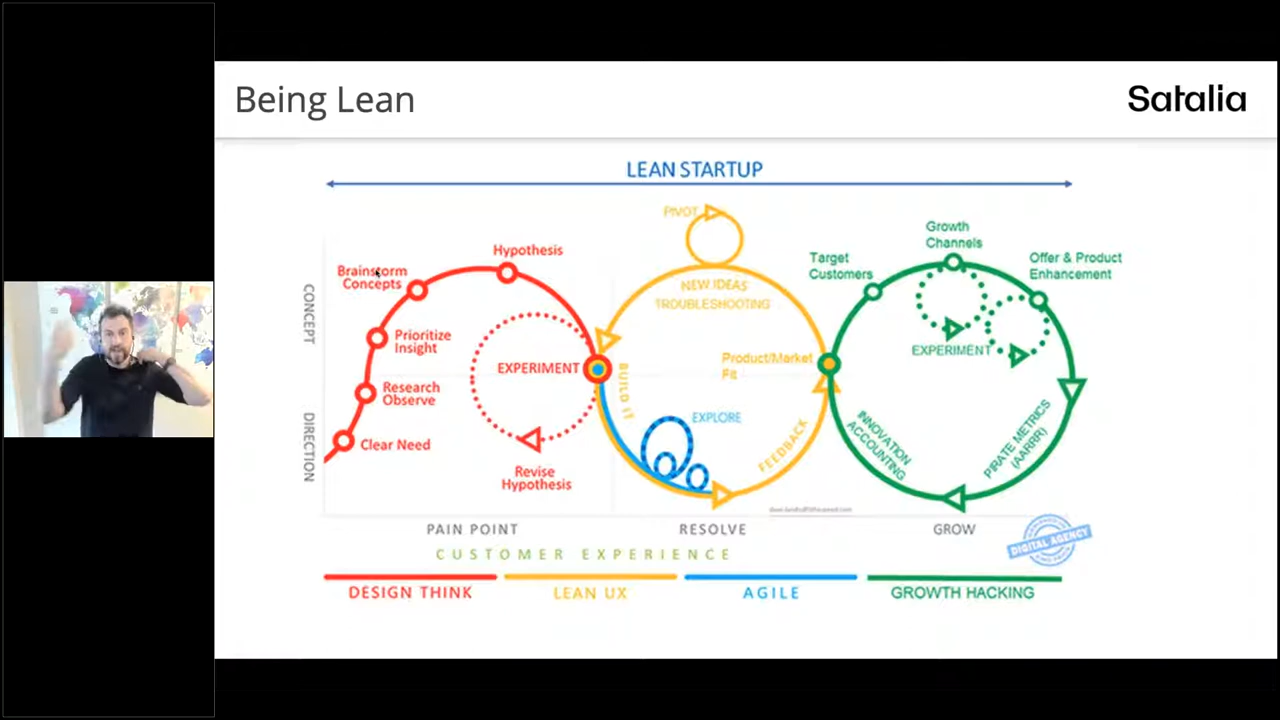 Being Lean
Satalia
LEAN STARTUP
PIVOT
NEW IDEAS
TROUBLESHOOTING
CONCEPT
DIRECTION
Hypothesis
Brainstorm
Concepts
Prioritize
Insight
Research
Observe
Clear Need
EXPERIMENT
Revise
Hypothesis
BUILD IT
EXPLORE
FEEDBACK
Product/Market
Fit
Target
Customers
Growth
Channels
Offer & Product
Enhancement
EXPERIMENT
INNOVATION
ACCOUNTING
PIRATE METRICS
(AARRR)
PAIN POINT
RESOLVE
GROW
CUSTOMER EXPERIENCE
DIGITAL AGENCY
DESIGN THINK
LEAN UX
AGILE
GROWTH HACKING